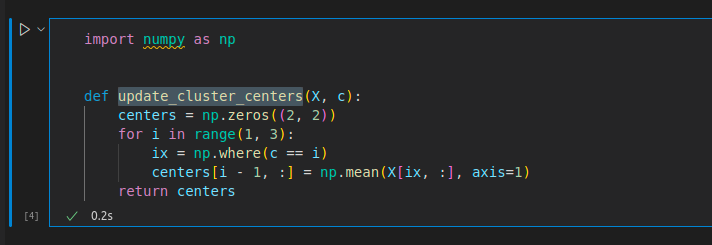 import numpy as np
def update_cluster_centers(X, c):
    centers = np.zeros((2, 2))
    for i in range(1, 3):
        ix = np.where(c == i)
        centers[i - 1, :] = np.mean(X[ix, :], axis=1)
    return centers
[4]
0.2s